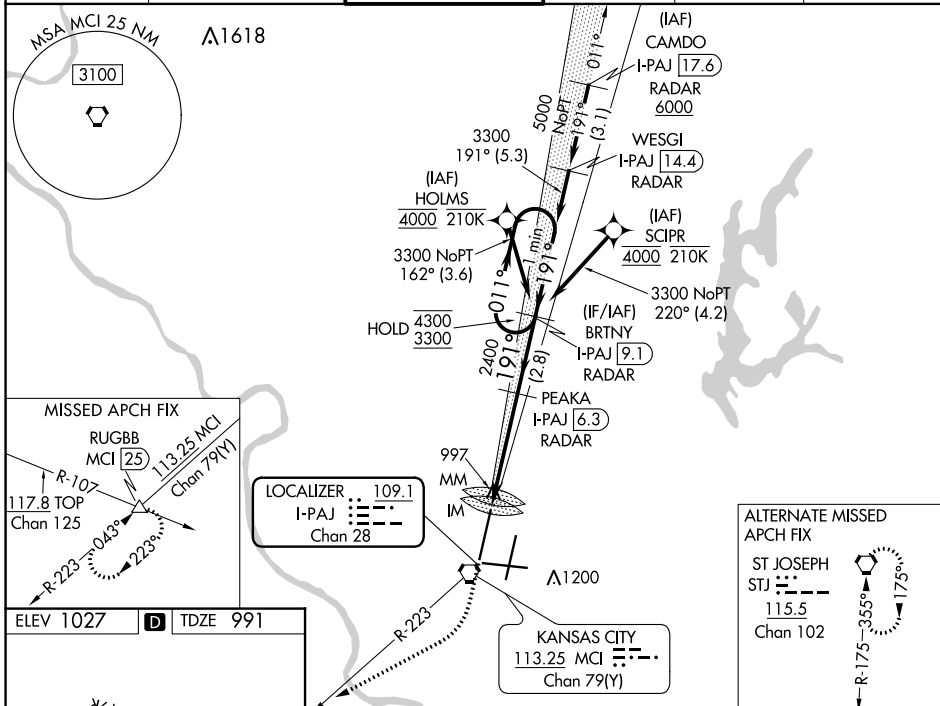 MSA MCI 25 NM
3100
1618
(IAF)
CAMDO
I-PAJ 17.6
RADAR
6000
011°
5000
NoPT
191°
(3.1)
3300
191° (5.3)
WESGI
I-PAJ 14.4
RADAR
(IAF)
HOLMS
4000 210K
(IAF)
SCIPR
4000 210K
3300 NoPT
162° (3.6)
1 min
011°
191°
3300 NoPT
220° (4.2)
HOLD 4300
3300
(IF/IAF)
BRTNY
I-PAJ 9.1
RADAR
2400
191°
(2.8)
PEAKA
I-PAJ 6.3
RADAR
997
MM
IM
MISSED APCH FIX
RUGBB
MCI 25
113.25 MCI
Chan 79(Y)
R-107
117.8 TOP
Chan 125
R-223
043°
223°
LOCALIZER 109.1
I-PAJ
Chan 28
1200
R-223
KANSAS CITY
113.25 MCI
Chan 79(Y)
ALTERNATE MISSED
APCH FIX
ST JOSEPH
STJ
115.5
Chan 102
R-175
355°
175°
ELEV 1027 D TDZE 991